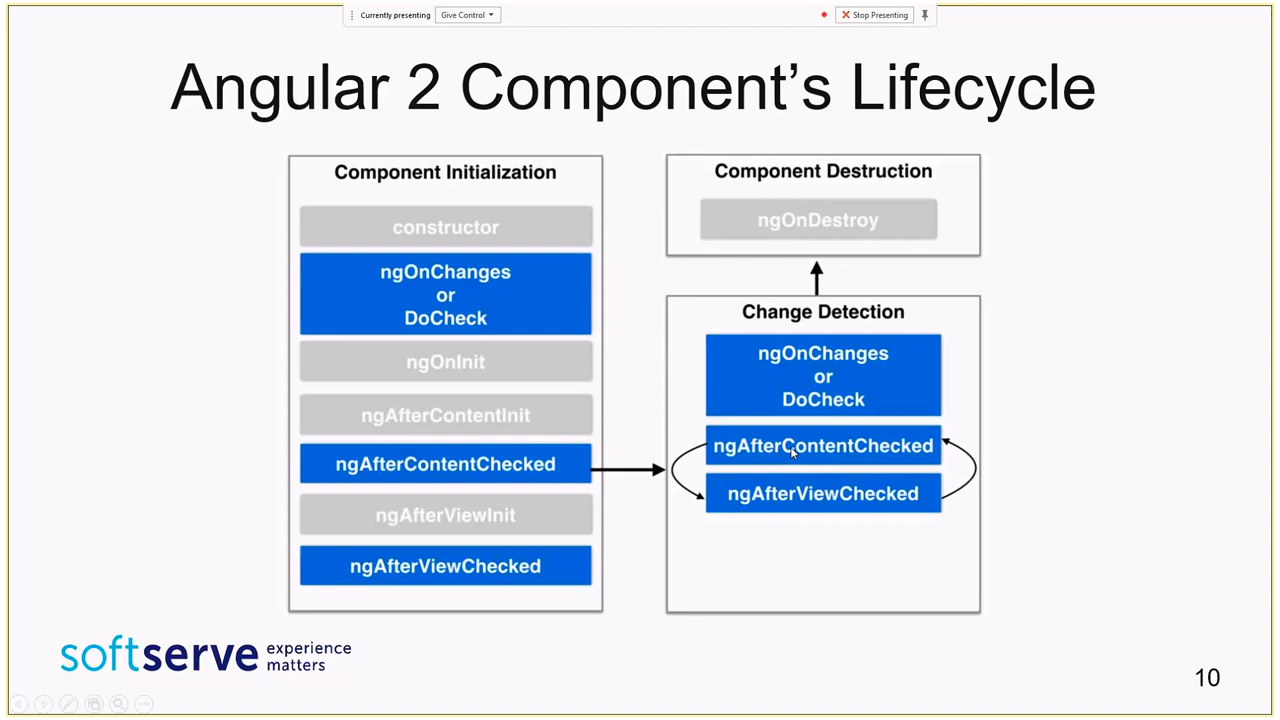 Currently presenting
Give Control
Stop Presenting
Angular 2 Component’s Lifecycle
Component Initialization
constructor
ngOnChanges
or
DoCheck
ngOnInit
ngAfterContentInit
ngAfterContentChecked
ngAfterViewInit
ngAfterViewChecked
Component Destruction
ngOnDestroy
Change Detection
ngOnChanges
or
DoCheck
ngAfterContentChecked
ngAfterViewChecked
softserve
experience
matters
10